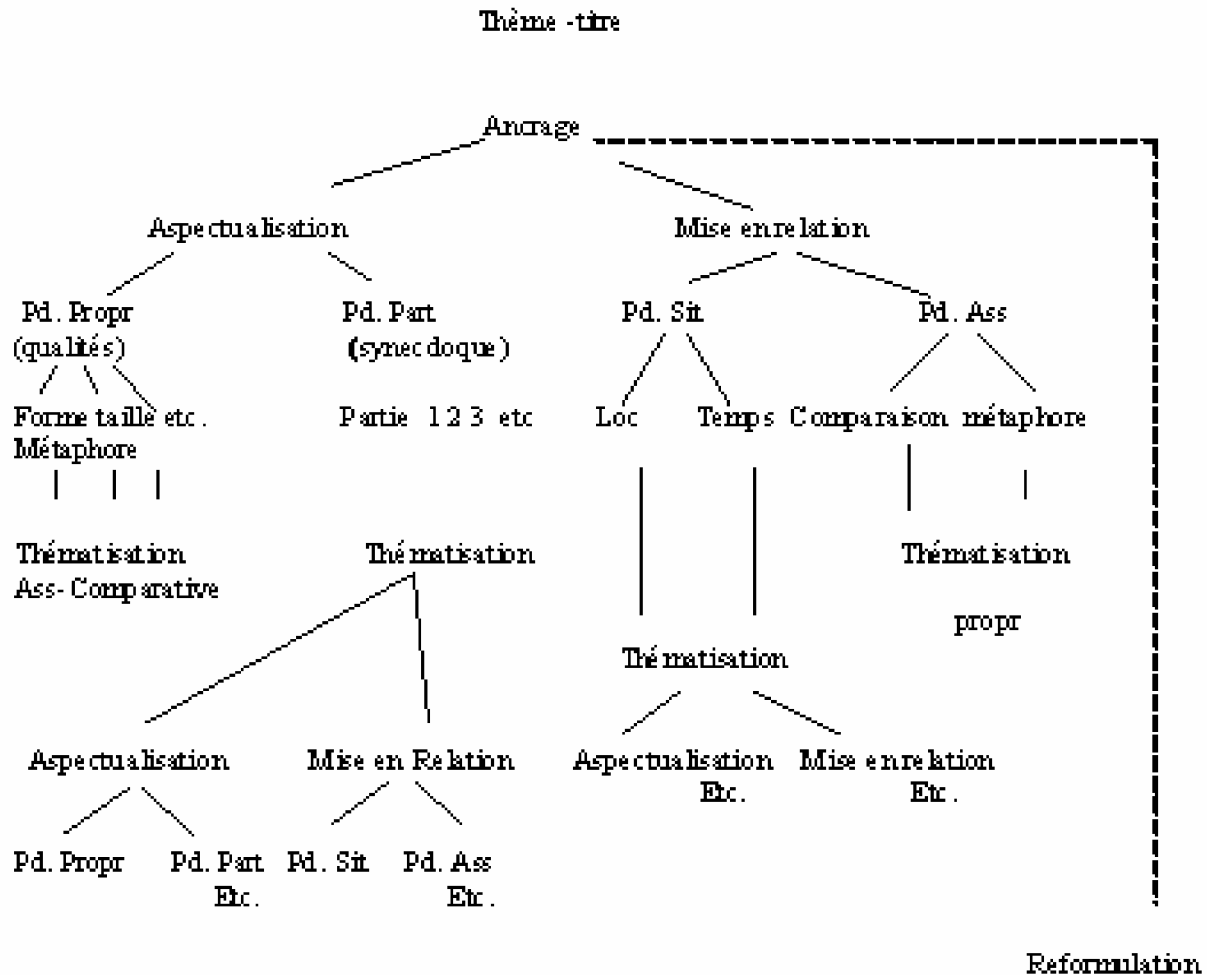 Thème -titre
Ancrage
Aspectualisation Mise en relation
Pd. Propr Pd. Part Pd. Sit Pd. Ass
(qualités) (synecdoque)
Forme taille etc. Partie 1 2 3 etc Loc Temps Comparaison métaphore
Métaphore
Thématisation Thématisation Thématisation
Ass- Comparative
propr
Thématisation
Aspectualisation Mise en Relation Aspectualisation Mise en relation
Etc. Etc.
Pd. Propr Pd. Part Pd. Sit Pd. Ass
Etc. Etc.
Reformulation